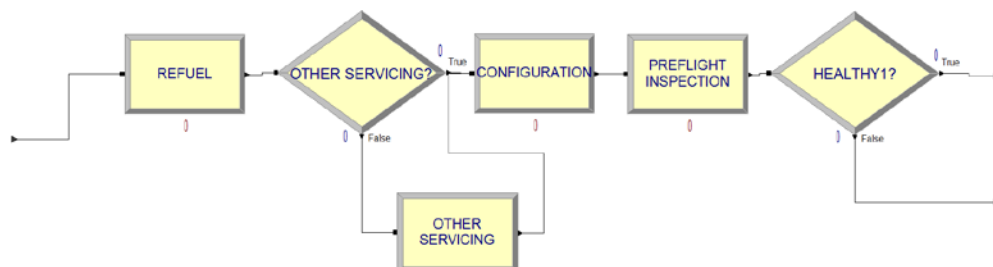 REFUEL
0
OTHER SERVICING?
0
True
0
False
OTHER
SERVICING
CONFIGURATION
0
PREFLIGHT
INSPECTION
0
HEALTHY1?
0
True
0
False